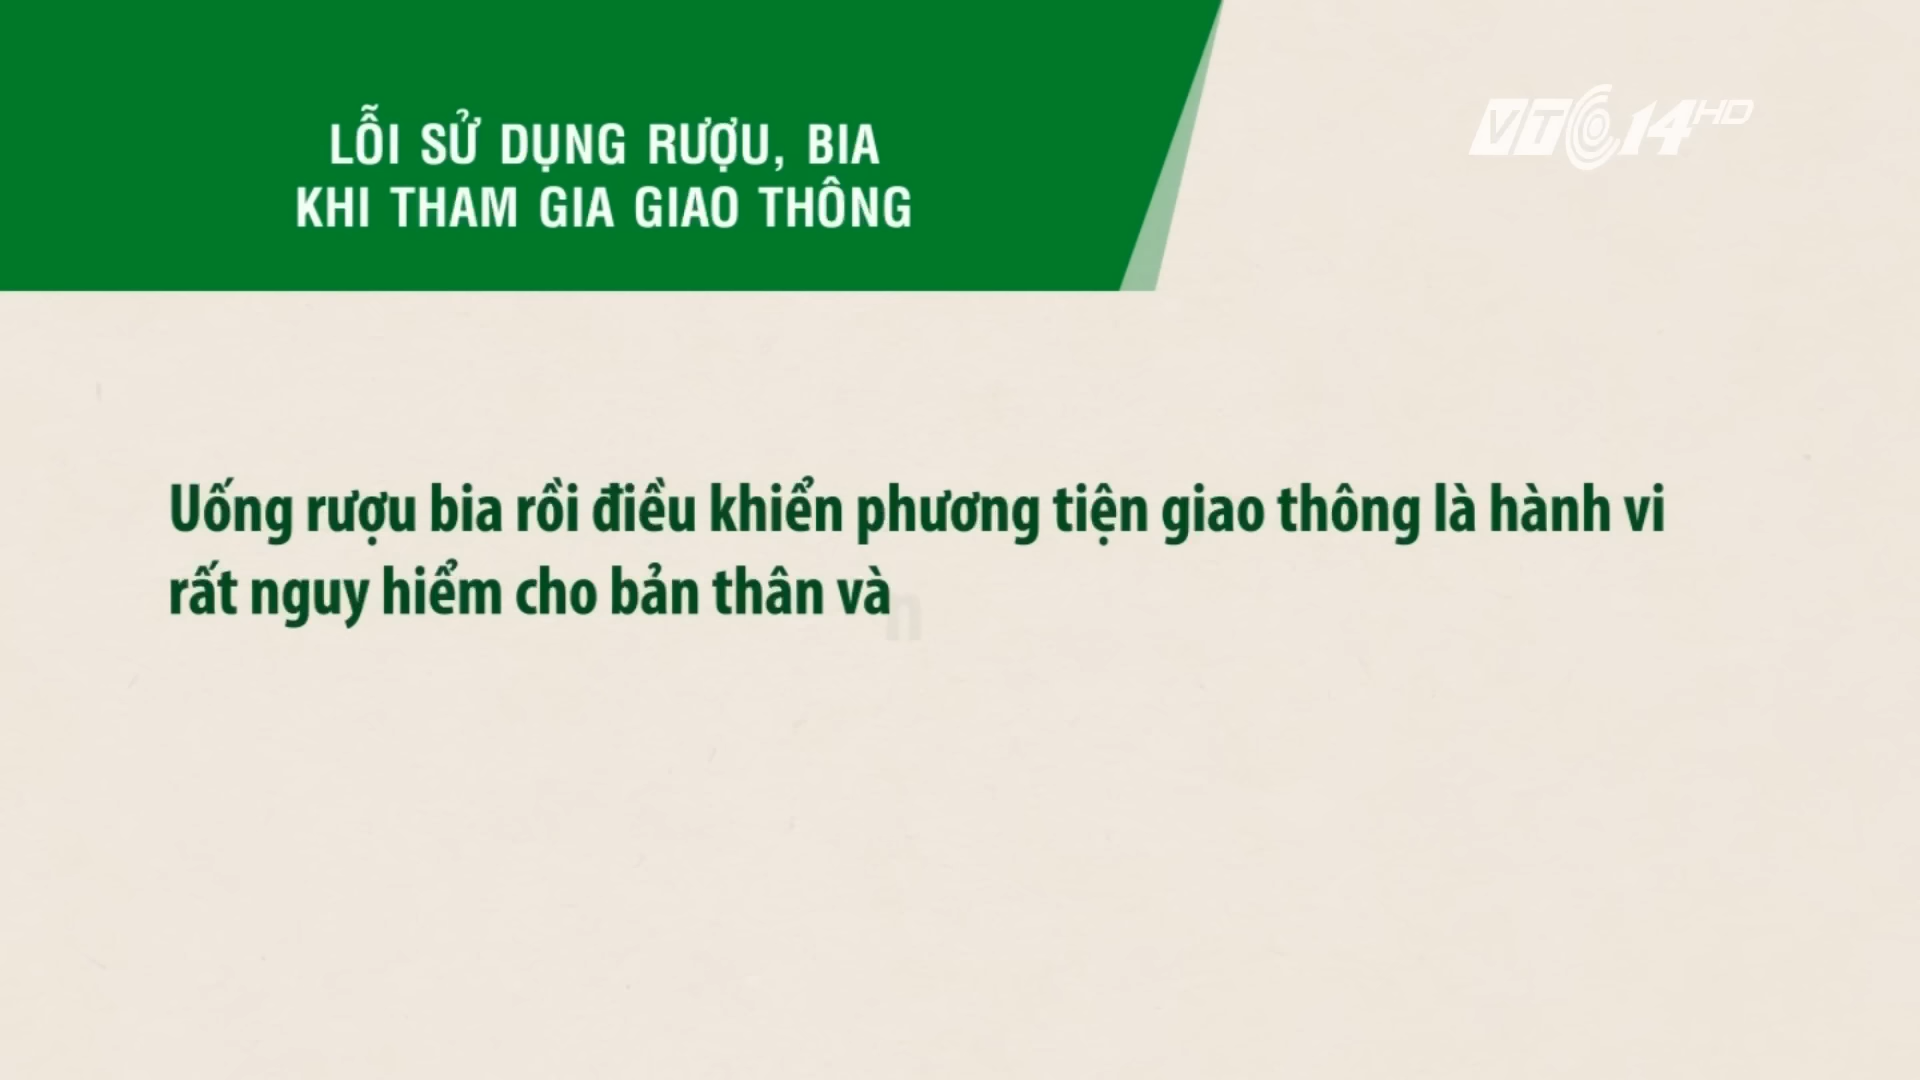 LỖI SỬ DỤNG RƯỢU, BIA
KHI THAM GIA GIAO THÔNG
VTC14HD
Uống rượu bia rồi điều khiển phương tiện giao thông là hành vi
rất nguy hiểm cho bản thân và n